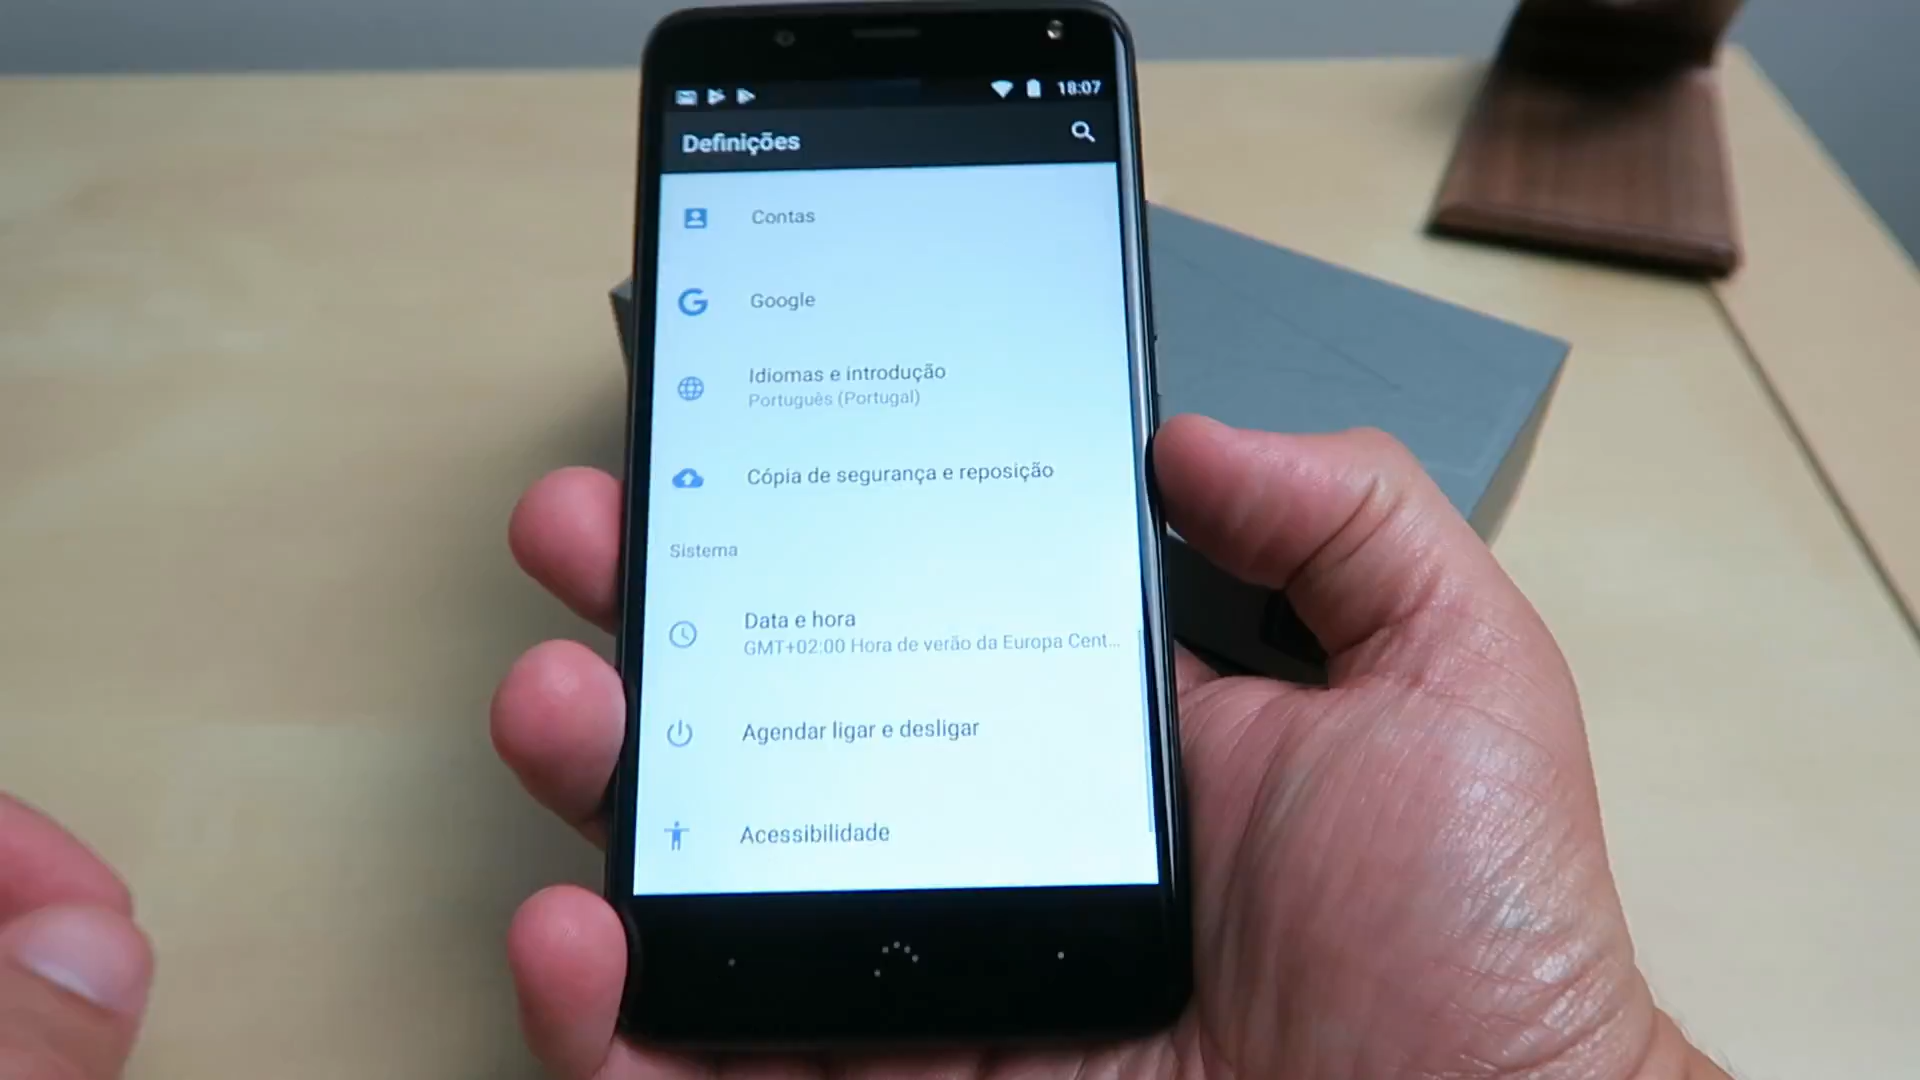 18:07
Definições
Contas
Google
Idiomas e introdução
Português (Portugal)
Cópia de segurança e reposição
Sistema
Data e hora
GMT+02:00 Hora de verão da Europa Cent...
Agendar ligar e desligar
Acessibilidade